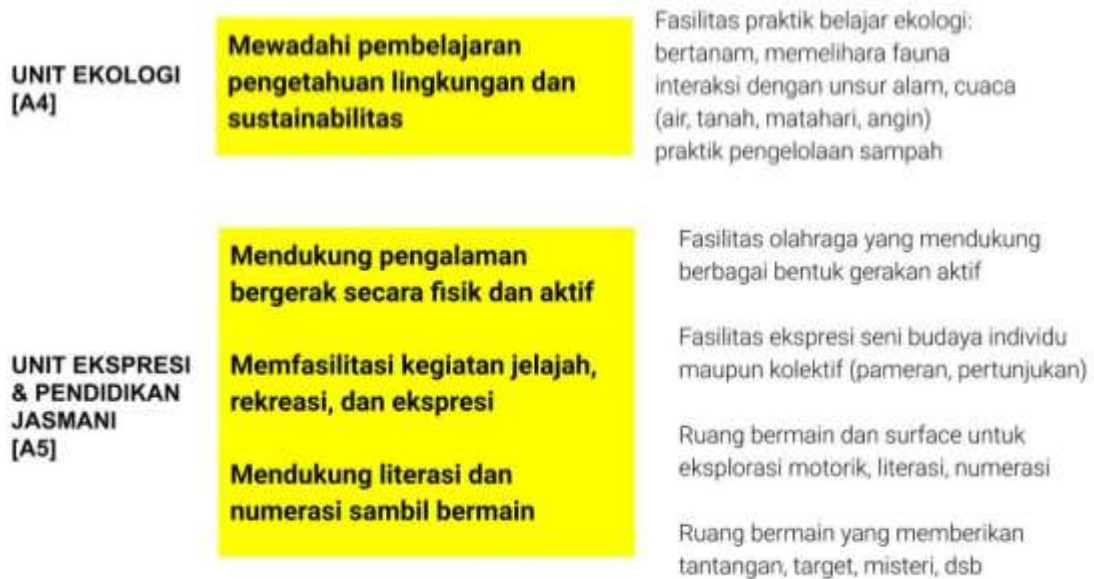 UNIT EKOLOGI
[A4]
Mewadahi pembelajaran
pengetahuan lingkungan dan
sustainabilitas
Fasilitas praktik belajar ekologi:
bertanam, memelihara fauna
interaksi dengan unsur alam, cuaca
(air, tanah, matahari, angin)
praktik pengelolaan sampah
UNIT EKSPRESI
& PENDIDIKAN
JASMANI
[A5]
Mendukung pengalaman
bergerak secara fisik dan aktif
Memfasilitasi kegiatan jelajah,
rekreasi, dan ekspresi
Mendukung literasi dan
numerasi sambil bermain
Fasilitas olahraga yang mendukung
berbagai bentuk gerakan aktif
Fasilitas ekspresi seni budaya individu
maupun kolektif (pameran, pertunjukan)
Ruang bermain dan surface untuk
eksplorasi motorik, literasi, numerasi
Ruang bermain yang memberikan
tantangan, target, misteri, dsb